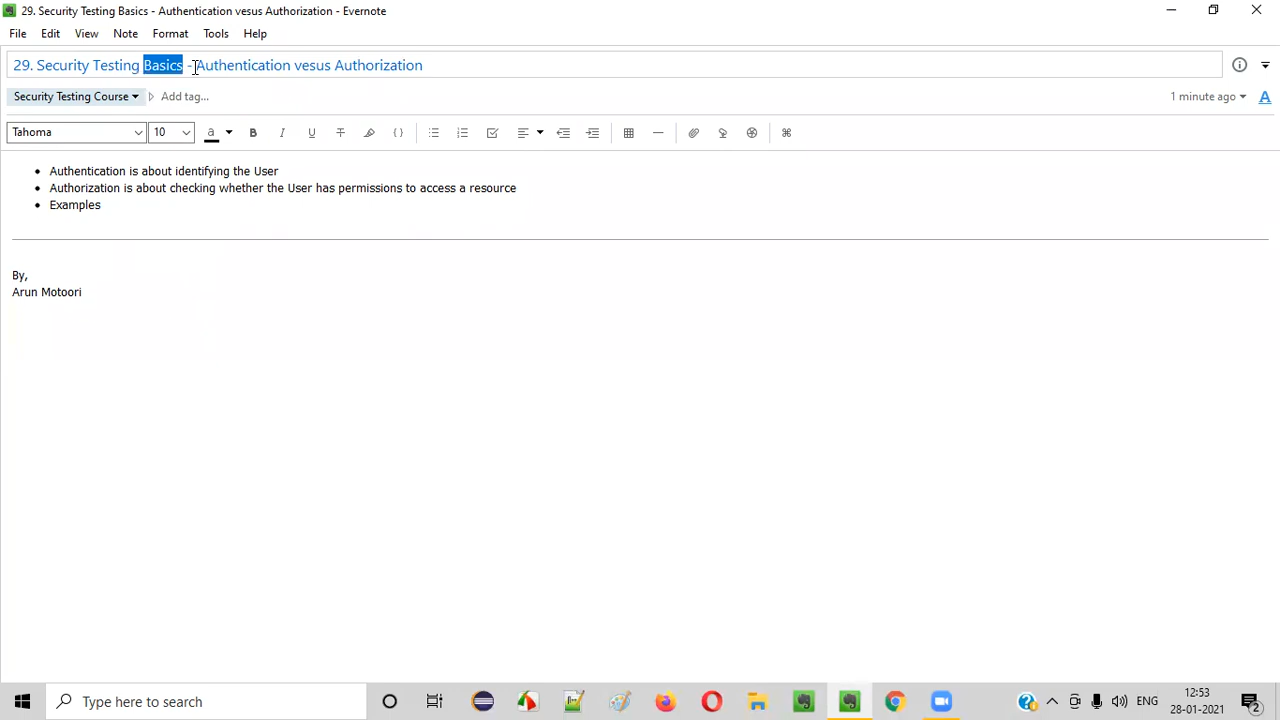 29. Security Testing Basics - Authentication vesus Authorization - Evernote
File Edit View Note Format Tools Help
29. Security Testing Basics - Authentication vesus Authorization
Security Testing Course Add tag... 1 minute ago
Tahoma 10 a B I U T
• Authentication is about identifying the User
• Authorization is about checking whether the User has permissions to access a resource
• Examples
By,
Arun Motoori
Type here to search ENG 12:53
28-01-2021 2